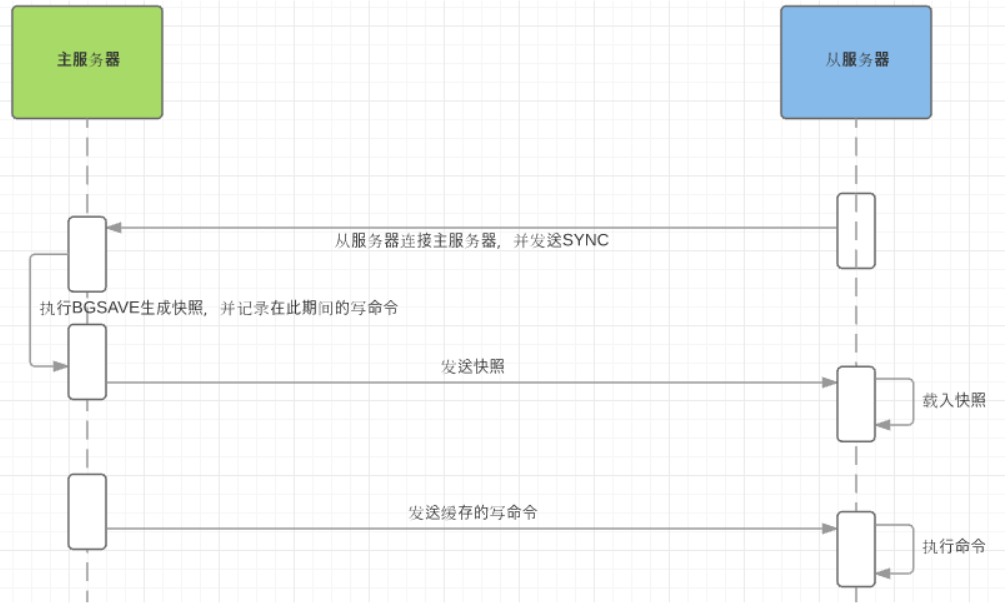 主服务器
从服务器
从服务器连接主服务器，并发送SYNC
执行BGSAVE生成快照，并记录在此期间的写命令
发送快照
载入快照
发送缓存的写命令
执行命令